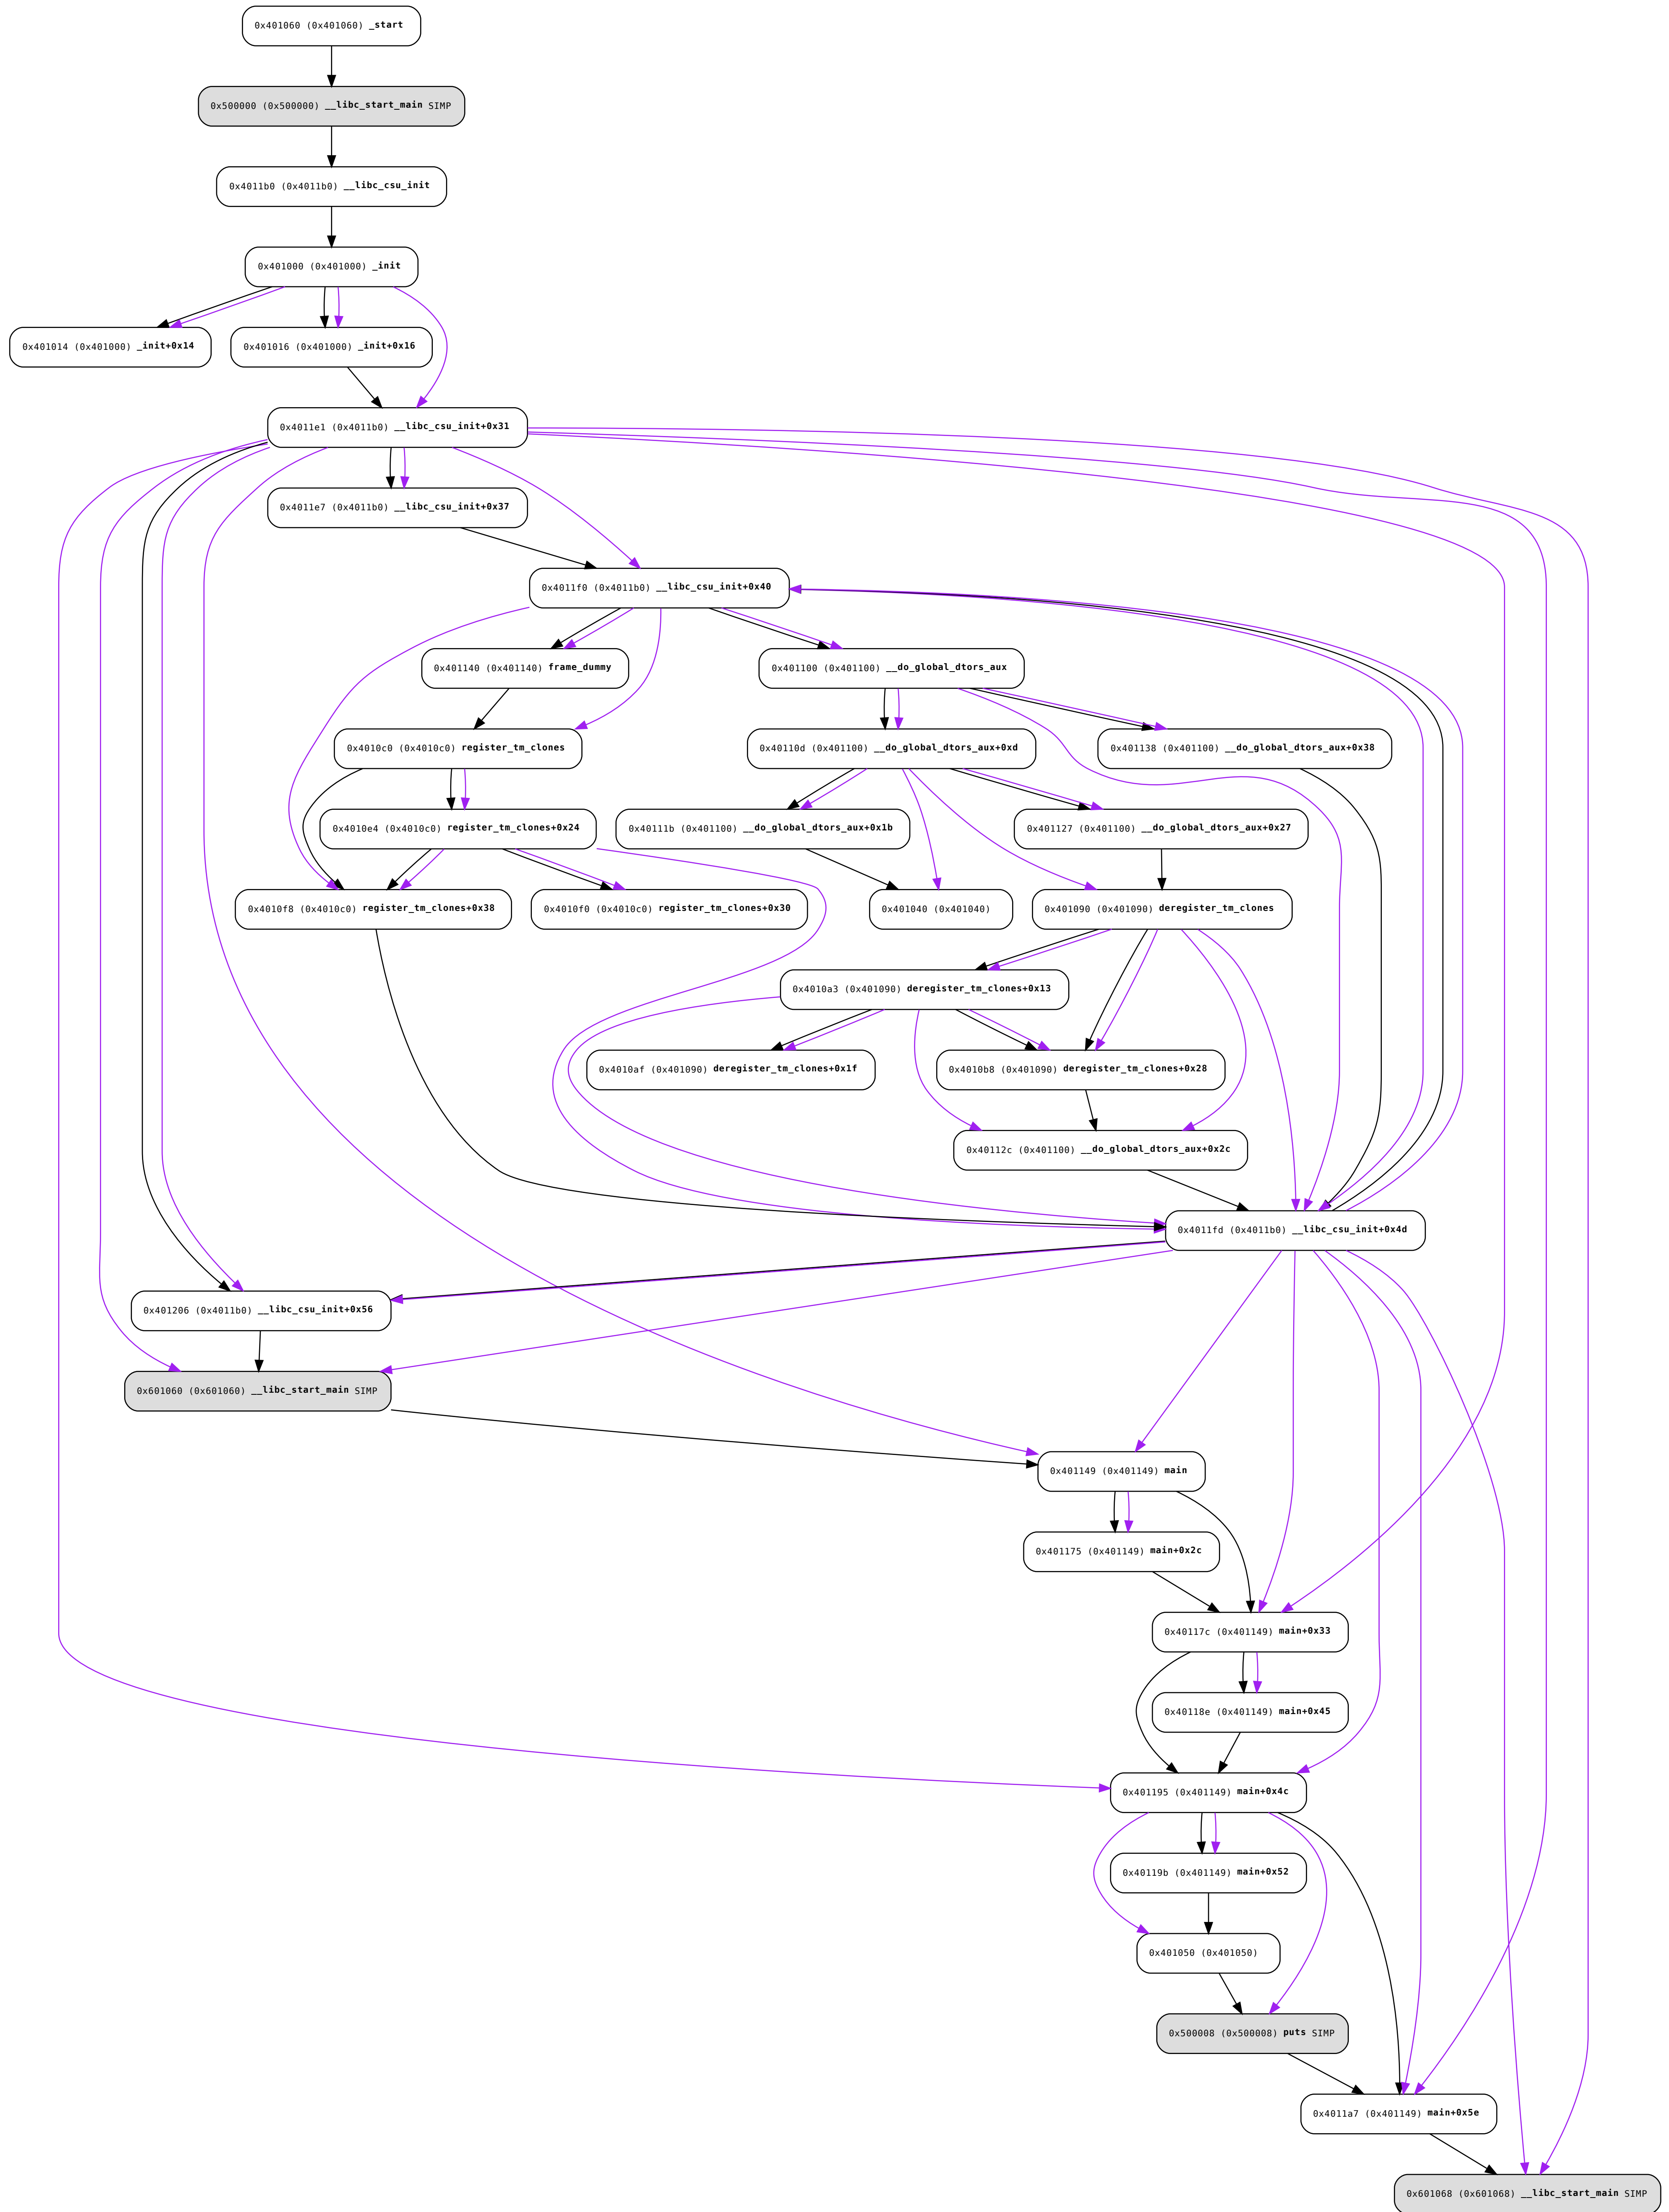 0x401060 (0x401060) _start
0x500000 (0x500000) __libc_start_main SIMP
0x4011b0 (0x4011b0) __libc_csu_init
0x401000 (0x401000) _init
0x401014 (0x401000) _init+0x14
0x401016 (0x401000) _init+0x16
0x4011e1 (0x4011b0) __libc_csu_init+0x31
0x4011e7 (0x4011b0) __libc_csu_init+0x37
0x4011f0 (0x4011b0) __libc_csu_init+0x40
0x401140 (0x401140) frame_dummy
0x401100 (0x401100) __do_global_dtors_aux
0x4010c0 (0x4010c0) register_tm_clones
0x40110d (0x401100) __do_global_dtors_aux+0xd
0x401138 (0x401100) __do_global_dtors_aux+0x38
0x4010e4 (0x4010c0) register_tm_clones+0x24
0x40111b (0x401100) __do_global_dtors_aux+0x1b
0x401127 (0x401100) __do_global_dtors_aux+0x27
0x4010f8 (0x4010c0) register_tm_clones+0x38
0x4010f0 (0x4010c0) register_tm_clones+0x30
0x401040 (0x401040)
0x401090 (0x401090) deregister_tm_clones
0x4010a3 (0x401090) deregister_tm_clones+0x13
0x4010af (0x401090) deregister_tm_clones+0x1f
0x4010b8 (0x401090) deregister_tm_clones+0x28
0x40112c (0x401100) __do_global_dtors_aux+0x2c
0x4011fd (0x4011b0) __libc_csu_init+0x4d
0x401206 (0x4011b0) __libc_csu_init+0x56
0x601060 (0x601060) __libc_start_main SIMP
0x401149 (0x401149) main
0x401175 (0x401149) main+0x2c
0x40117c (0x401149) main+0x33
0x40118e (0x401149) main+0x45
0x401195 (0x401149) main+0x4c
0x40119b (0x401149) main+0x52
0x401050 (0x401050)
0x500008 (0x500008) puts SIMP
0x4011a7 (0x401149) main+0x5e
0x601068 (0x601068) __libc_start_main SIMP